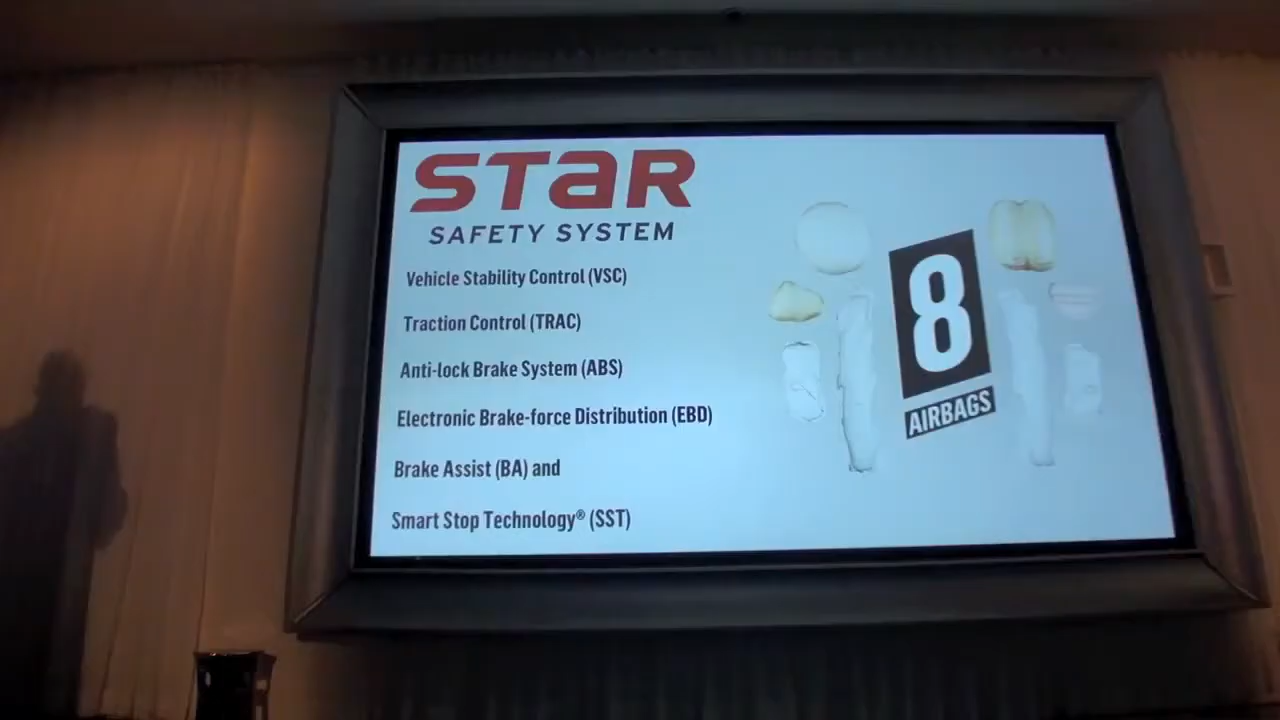 STAR
SAFETY SYSTEM
Vehicle Stability Control (VSC)
Traction Control (TRAC)
Anti-lock Brake System (ABS)
Electronic Brake-force Distribution (EBD)
Brake Assist (BA) and
Smart Stop Technology® (SST)
8
AIRBAGS